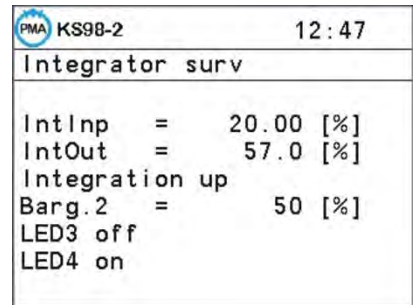 PMA KS98-2 12:47
Integrator surv
IntInp = 20.00 [%]
IntOut = 57.0 [%]
Integration up
Barg.2 = 50 [%]
LED3 off
LED4 on